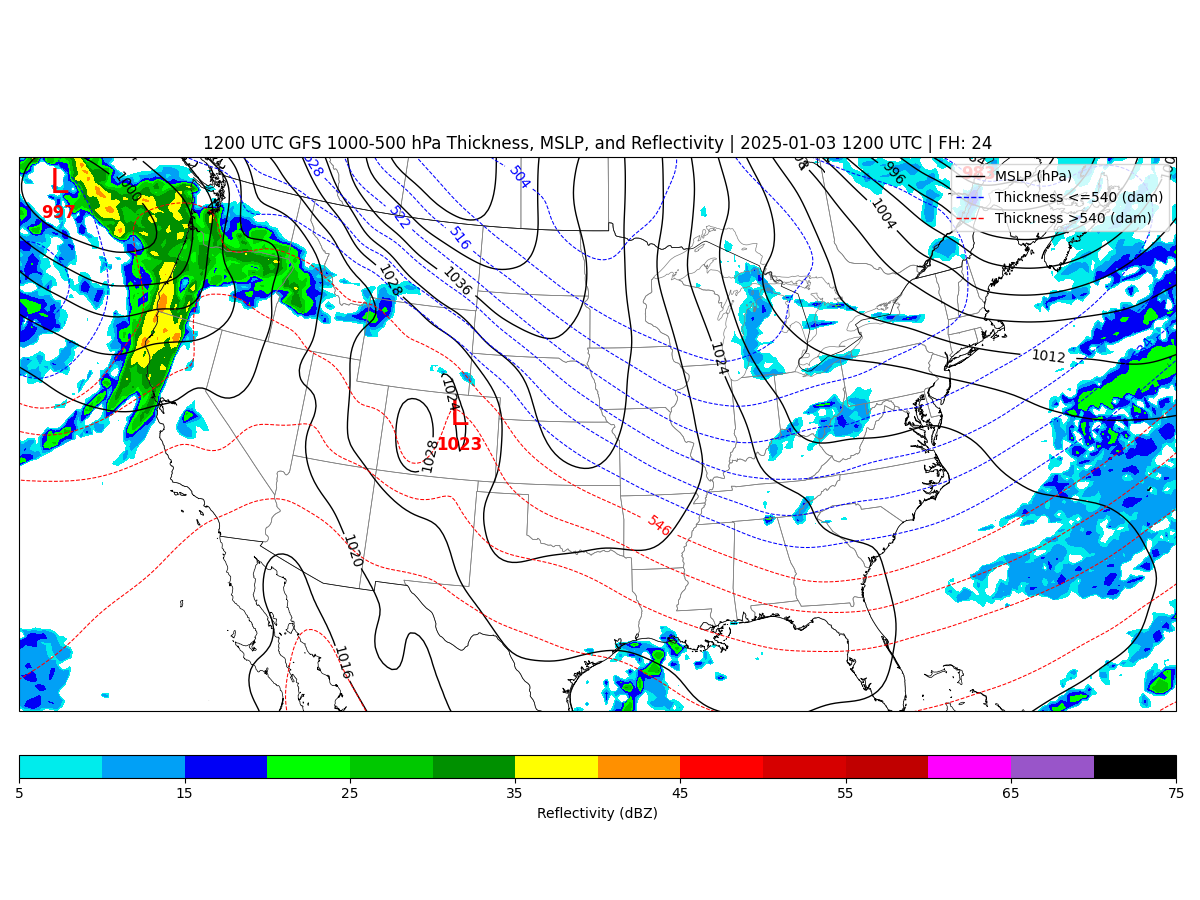 1200 UTC GFS 1000-500 hPa Thickness, MSLP, and Reflectivity | 2025-01-03 1200 UTC | FH: 24
MSLP (hPa)
Thickness <=540 (dam)
Thickness >540 (dam)
L
997
1000
528
522
516
504
1028
1036
996
1004
983
1012
1024
1024
L
1023
1028
546
1020
1016
5 15 25 35 45 55 65 75
Reflectivity (dBZ)